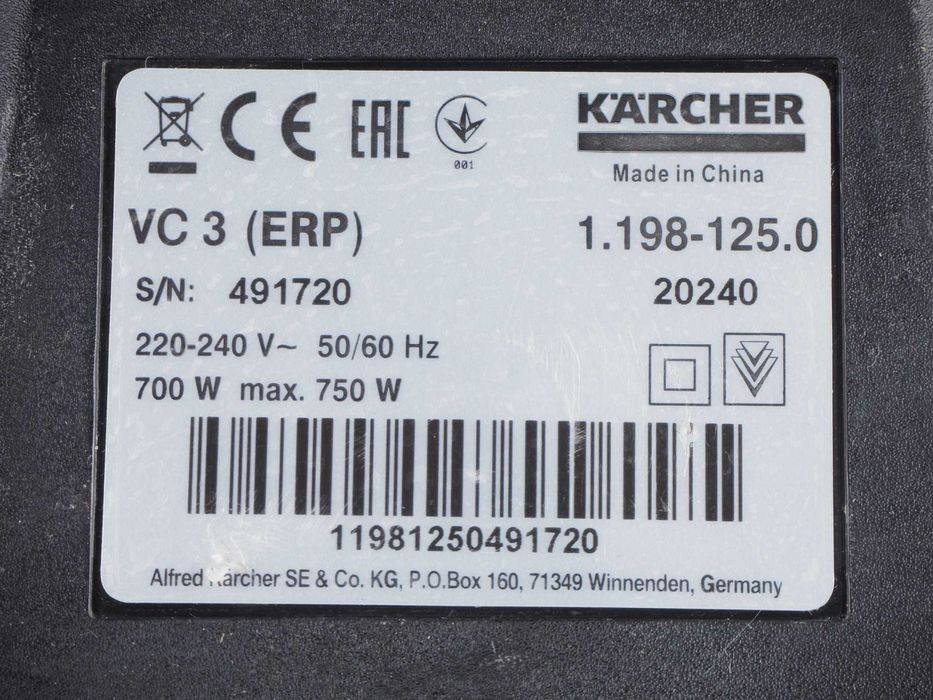 CE EAC
001
KÄRCHER
Made in China
VC 3 (ERP) 1.198-125.0
S/N: 491720 20240
220-240 V~ 50/60 Hz
700 W max. 750 W
11981250491720
Alfred Kärcher SE & Co. KG, P.O.Box 160, 71349 Winnenden, Germany